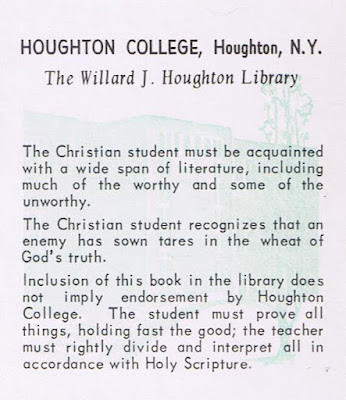 HOUGHTON COLLEGE, Houghton, N.Y.
The Willard J. Houghton Library
The Christian student must be acquainted
with a wide span of literature, including
much of the worthy and some of the
unworthy.
The Christian student recognizes that an
enemy has sown tares in the wheat of
God's truth.
Inclusion of this book in the library does
not imply endorsement by Houghton
College. The student must prove all
things, holding fast the good; the teacher
must rightly divide and interpret all in
accordance with Holy Scripture.